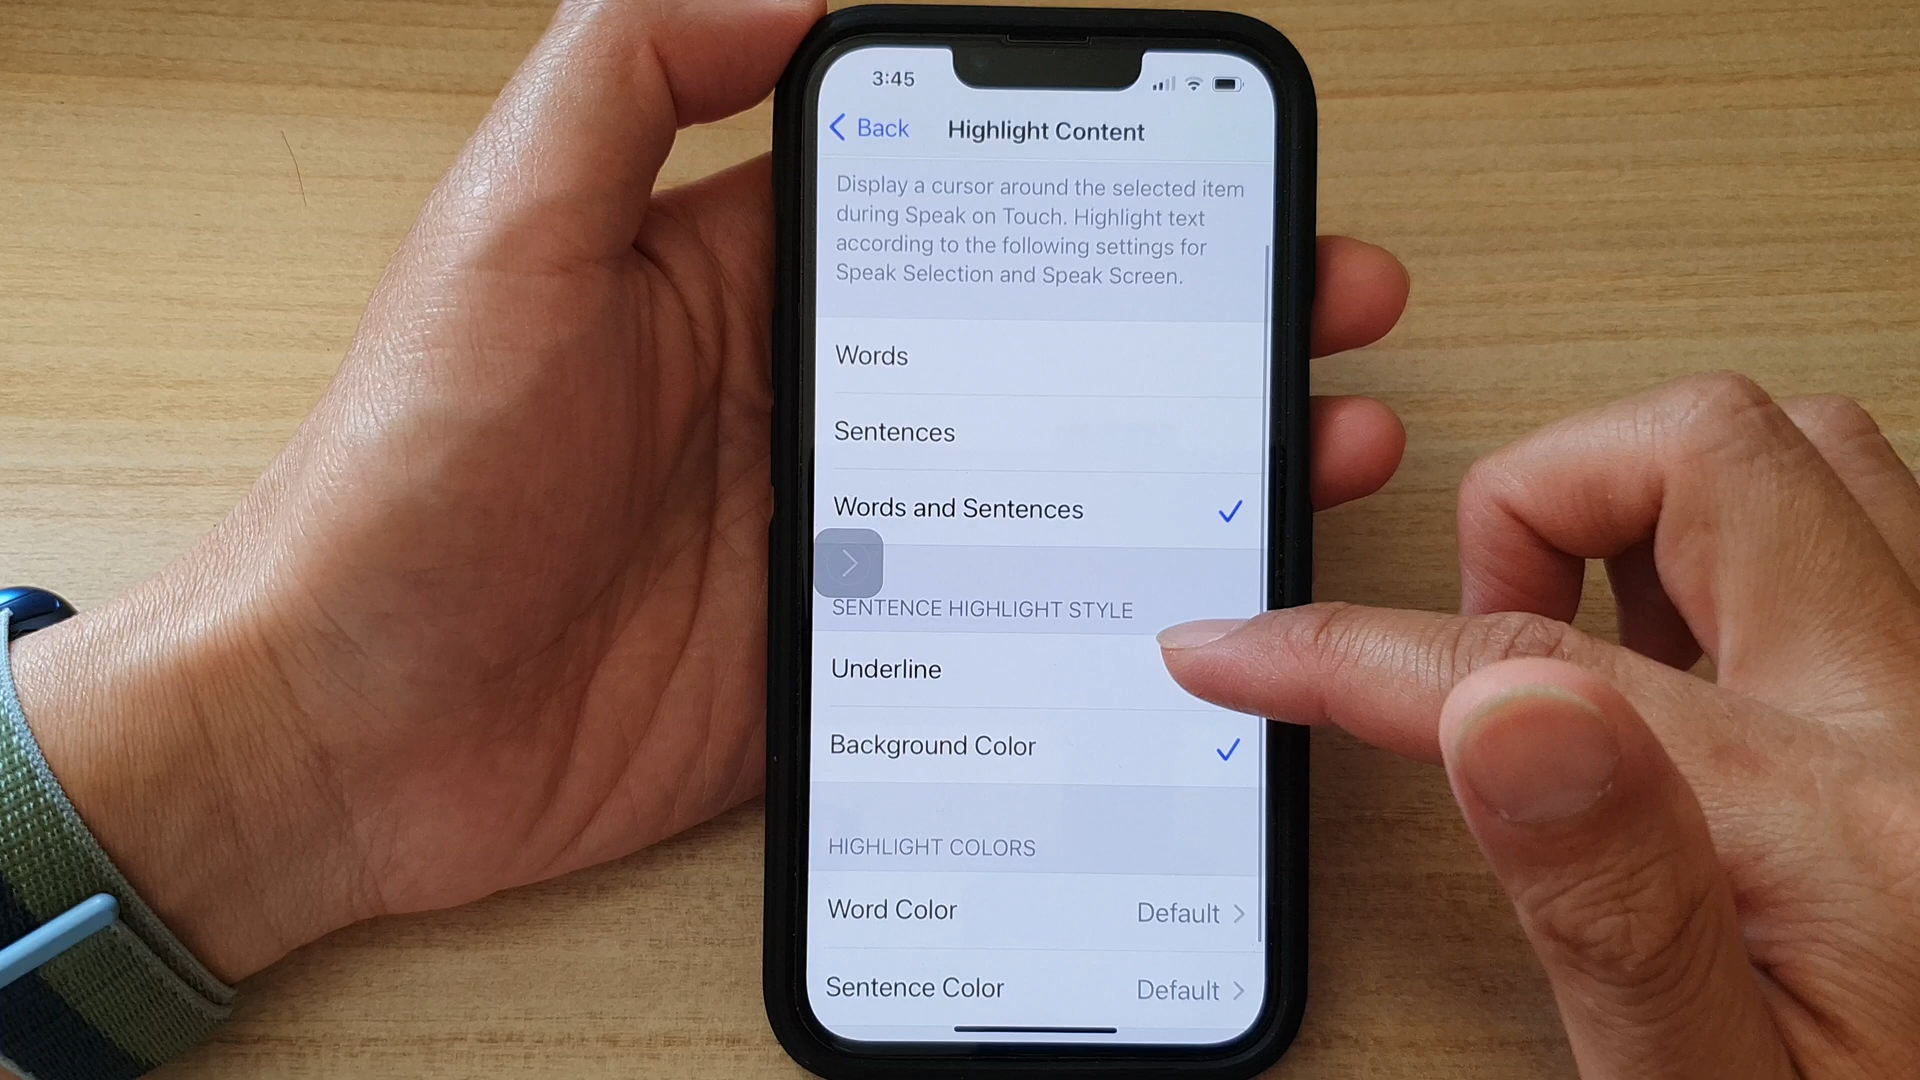 3:45
Back
Highlight Content
Display a cursor around the selected item
during Speak on Touch. Highlight text
according to the following settings for
Speak Selection and Speak Screen.
Words
Sentences
Words and Sentences
SENTENCE HIGHLIGHT STYLE
Underline
Background Color
HIGHLIGHT COLORS
Word Color Default
Sentence Color Default